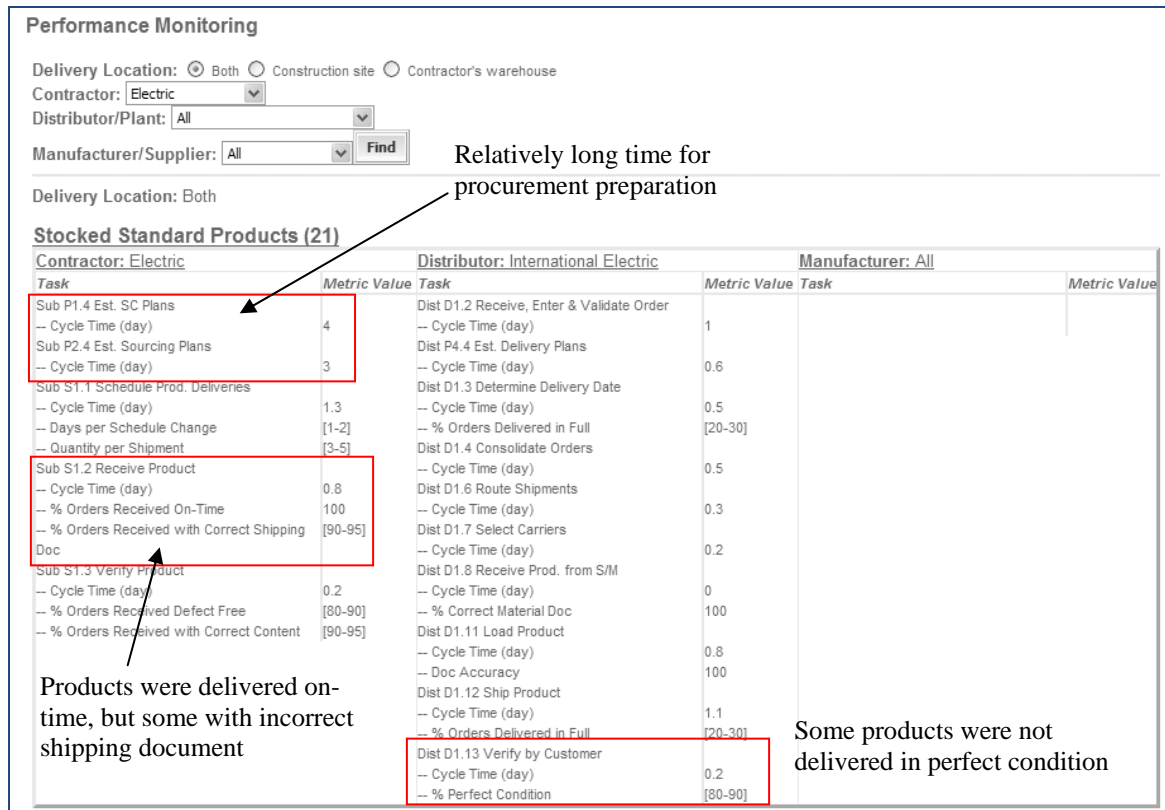 Performance Monitoring
Delivery Location: Both Construction site Contractor's warehouse
Contractor: Electric
Distributor/Plant: All
Manufacturer/Supplier: All Find
Relatively long time for
procurement preparation
Delivery Location: Both
Stocked Standard Products (21)
Contractor: Electric Distributor: International Electric Manufacturer: All
Task Metric Value Task Metric Value Task Metric Value
Sub P1.4 Est. SC Plans Dist D1.2 Receive, Enter & Validate Order
-- Cycle Time (day) 4 -- Cycle Time (day) 1
Sub P2.4 Est. Sourcing Plans Dist P4.4 Est. Delivery Plans
-- Cycle Time (day) 3 -- Cycle Time (day) 0.6
Sub S1.1 Schedule Prod. Deliveries Dist D1.3 Determine Delivery Date
-- Cycle Time (day) 1.3 -- Cycle Time (day) 0.5
-- Days per Schedule Change [1-2] -- % Orders Delivered in Full [20-30]
-- Quantity per Shipment [3-5] Dist D1.4 Consolidate Orders
Sub S1.2 Receive Product -- Cycle Time (day) 0.5
-- Cycle Time (day) 0.8 Dist D1.6 Route Shipments
-- % Orders Received On-Time 100 -- Cycle Time (day) 0.3
-- % Orders Received with Correct Shipping [90-95] Dist D1.7 Select Carriers
Doc -- Cycle Time (day) 0.2
Sub S1.3 Verify Product Dist D1.8 Receive Prod. from S/M
-- Cycle Time (day) 0.2 -- Cycle Time (day) 0
-- % Orders Received Defect Free [80-90] -- % Correct Material Doc 100
-- % Orders Received with Correct Content [90-95] Dist D1.11 Load Product
-- Cycle Time (day) 0.8
-- Doc Accuracy 100
Dist D1.12 Ship Product
-- Cycle Time (day) 1.1
-- % Orders Delivered in Full [20-30]
Dist D1.13 Verify by Customer
-- Cycle Time (day) 0.2
-- % Perfect Condition [80-90]
Products were delivered on-
time, but some with incorrect
shipping document
Some products were not
delivered in perfect condition